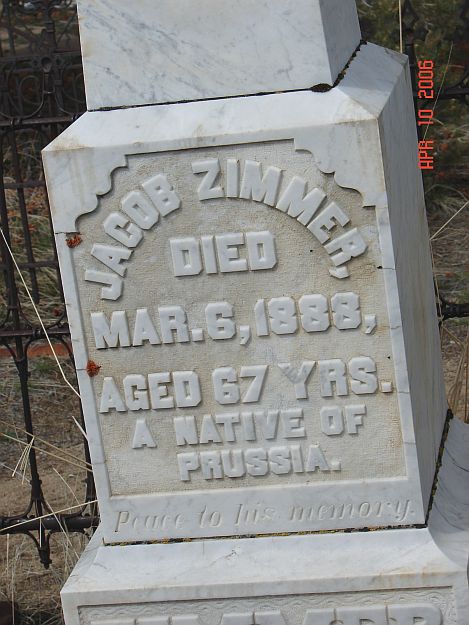 JACOB ZIMMER,
DIED
MAR. 6, 1888,
AGED 67 YRS.
A NATIVE OF
PRUSSIA.
Peace to his memory.
APR 10 2006